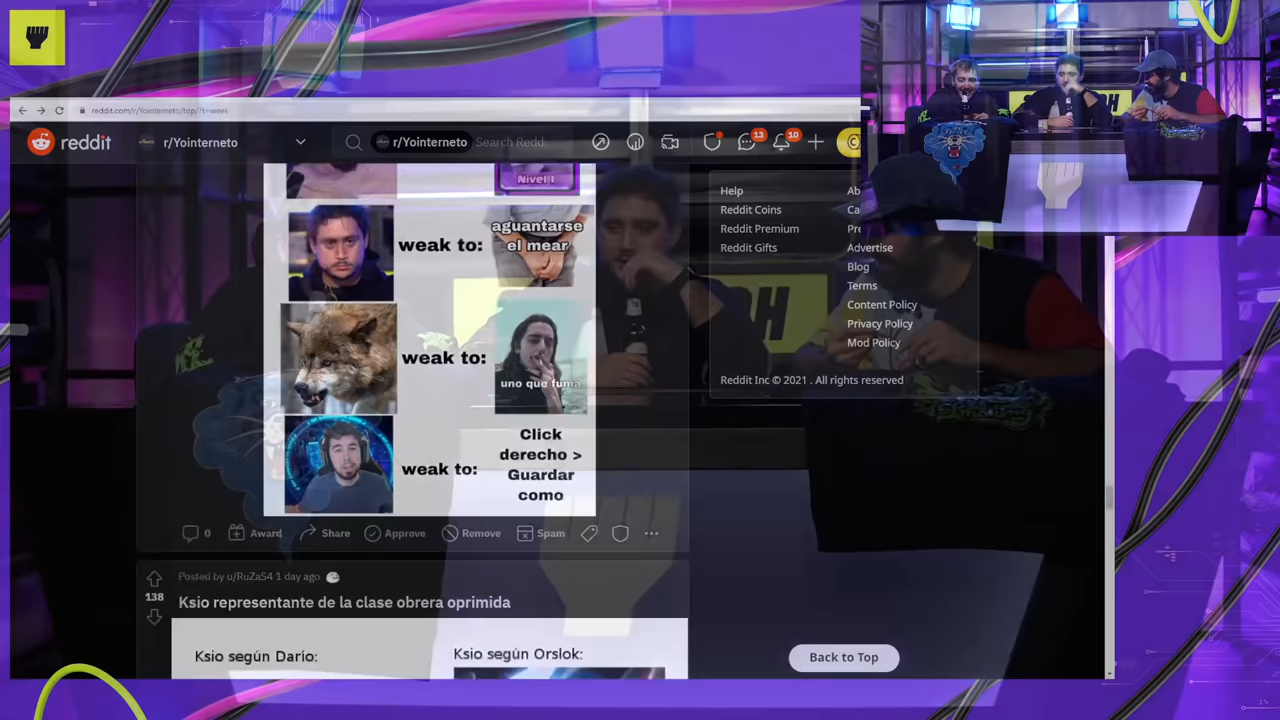 reddit.com/r/Yointerneto/top/?t=week
reddit
r/Yointerneto
r/Yointerneto
Search Redd
13
10
Nivel I
weak to:
aguantarse
el mear
weak to:
uno que fuma
weak to:
Click
derecho >
Guardar
como
0
Award
Share
Approve
Remove
Spam
138
Posted by u/RuZaS4 1 day ago
Ksio representante de la clase obrera oprimida
Ksio según Darío:
Ksio según Orslok:
Help
Reddit Coins
Reddit Premium
Reddit Gifts
Ab
Ca
Pre
Advertise
Blog
Terms
Content Policy
Privacy Policy
Mod Policy
Reddit Inc © 2021 . All rights reserved
Back to Top